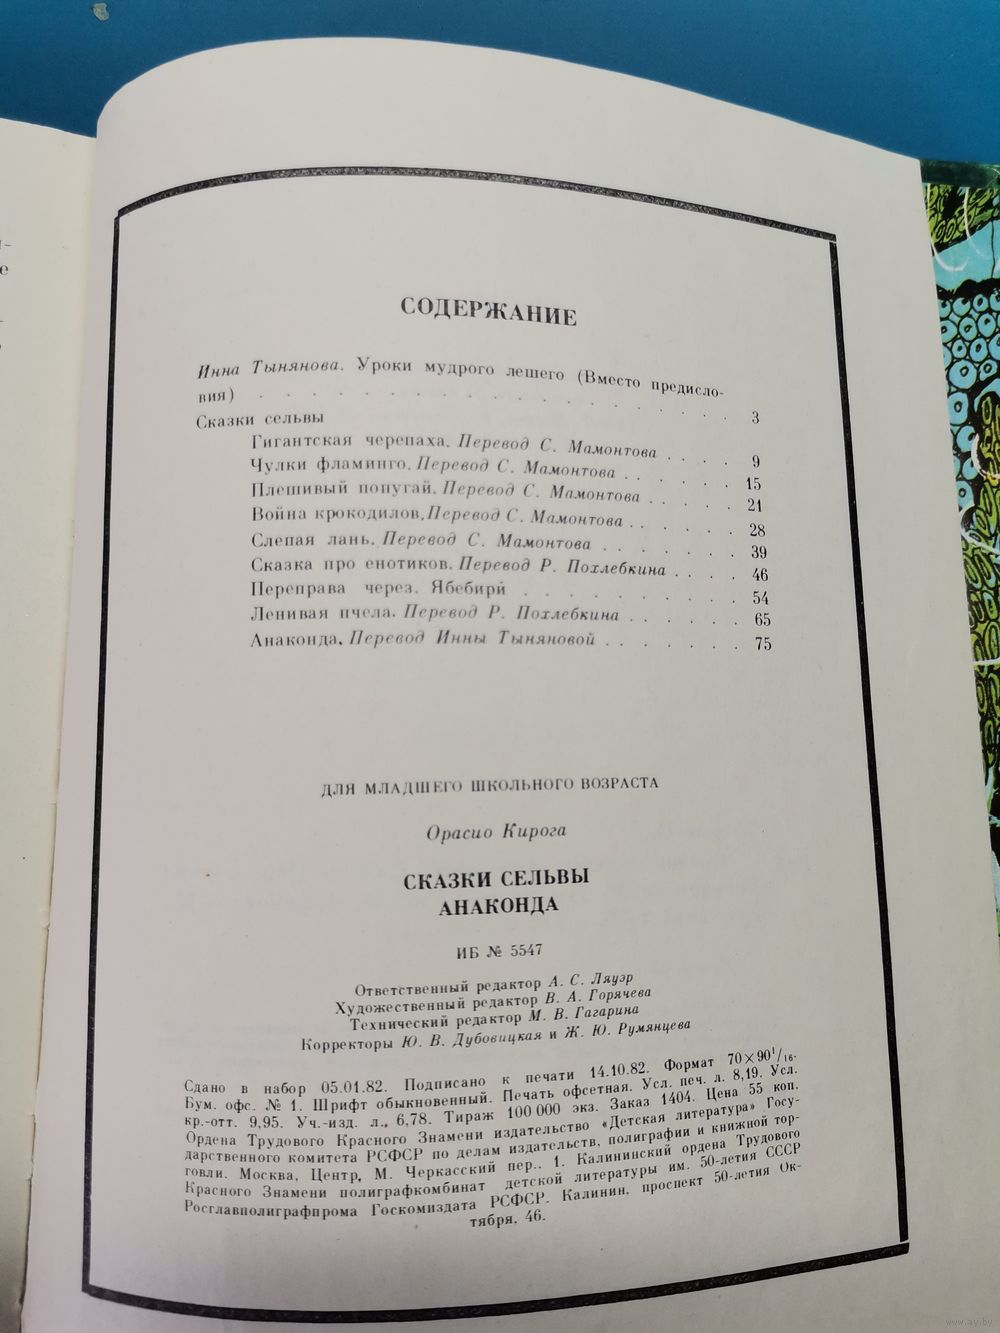 СОДЕРЖАНИЕ
Инна Тынянова. Уроки мудрого лешего (Вместо предисло-
вия) . . . . . . . . . . . . . . . . . . . 3
Сказки сельвы
Гигантская черепаха. Перевод С. Мамонтова . . . . 9
Чулки фламинго. Перевод С. Мамонтова . . . . . . 15
Плешивый попугай. Перевод С. Мамонтова . . . . . 21
Война крокодилов. Перевод С. Мамонтова . . . . . 28
Слепая лань. Перевод С. Мамонтова . . . . . . . 39
Сказка про енотиков. Перевод Р. Похлебкина . . . . 46
Переправа через. Ябебири́ . . . . . . . . . . 54
Ленивая пчела. Перевод Р. Похлебкина . . . . . . 65
Анаконда. Перевод Инны Тыняновой . . . . . . . 75
ДЛЯ МЛАДШЕГО ШКОЛЬНОГО ВОЗРАСТА
Орасио Кирога
СКАЗКИ СЕЛЬВЫ
АНАКОНДА
ИБ № 5547
Ответственный редактор А. С. Ляуэр
Художественный редактор В. А. Горячева
Технический редактор М. В. Гагарина
Корректоры Ю. В. Дубовицкая и Ж. Ю. Румянцева
Сдано в набор 05.01.82. Подписано к печати 14.10.82. Формат 70×90¹/₁₆.
Бум. офс. № 1. Шрифт обыкновенный. Печать офсетная. Усл. печ. л. 8,19. Усл.
кр.-отт. 9,95. Уч.-изд. л., 6,78. Тираж 100 000 экз. Заказ 1404. Цена 55 коп.
Ордена Трудового Красного Знамени издательство «Детская литература» Госу-
дарственного комитета РСФСР по делам издательств, полиграфии и книжной тор-
говли. Москва, Центр, М. Черкасский пер., 1. Калининский ордена Трудового
Красного Знамени полиграфкомбинат детской литературы им. 50-летия СССР
Росглавполиграфпрома Госкомиздата РСФСР. Калинин, проспект 50-летия Ок-
тября, 46.
www.ay.by